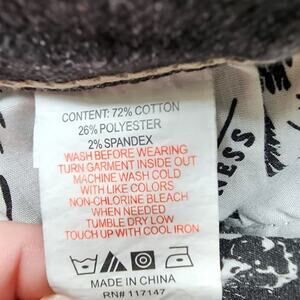 CONTENT: 72% COTTON
26% POLYESTER
2% SPANDEX
WASH BEFORE WEARING
TURN GARMENT INSIDE OUT
MACHINE WASH COLD
WITH LIKE COLORS
NON-CHLORINE BLEACH
WHEN NEEDED
TUMBLE DRY LOW
TOUCH UP WITH COOL IRON
MADE IN CHINA
RN# 117147